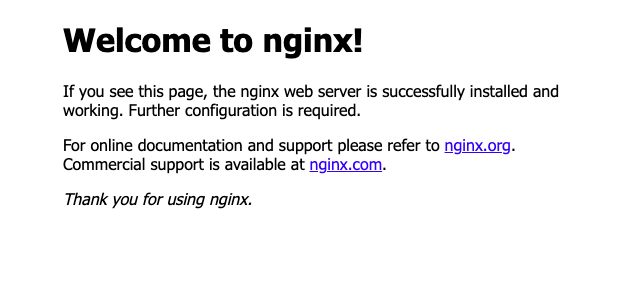 Welcome to nginx!
If you see this page, the nginx web server is successfully installed and
working. Further configuration is required.
For online documentation and support please refer to nginx.org.
Commercial support is available at nginx.com.
Thank you for using nginx.